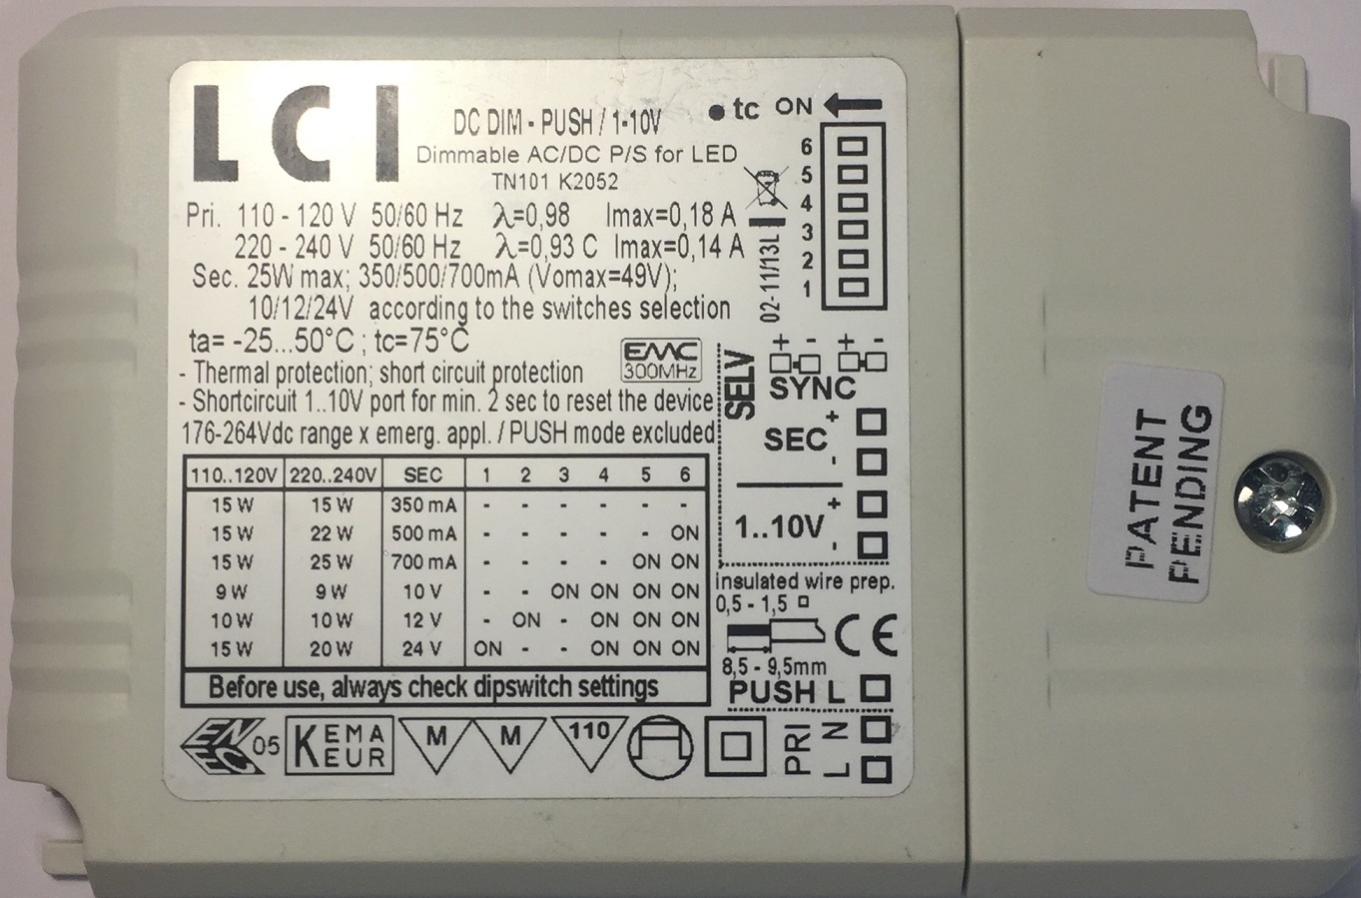 LCI
DC DIM - PUSH / 1-10V
Dimmable AC/DC P/S for LED
TN101 K2052
Pri. 110 - 120 V 50/60 Hz λ=0,98 Imax=0,18 A
220 - 240 V 50/60 Hz λ=0,93 C Imax=0,14 A
Sec. 25W max; 350/500/700mA (Vomax=49V);
10/12/24V according to the switches selection
ta= -25...50°C ; tc=75°C
- Thermal protection; short circuit protection
- Shortcircuit 1..10V port for min. 2 sec to reset the device
176-264Vdc range x emerg. appl. / PUSH mode excluded
EMC
300MHz
110..120V 220..240V SEC 1 2 3 4 5 6
15 W 15 W 350 mA - - - - - -
15 W 22 W 500 mA - - - - - ON
15 W 25 W 700 mA - - - - ON ON
9 W 9 W 10 V - - ON ON ON ON
10 W 10 W 12 V - ON - ON ON ON
15 W 20 W 24 V ON - - ON ON ON
Before use, always check dipswitch settings
ENEC 05
KEMA
EUR
M
M
110
tc ON
6
5
4
3
2
1
02-11/13L
SELV
+ - + -
SYNC
SEC + -
1..10V + -
insulated wire prep.
0,5 - 1,5
CE
8,5 - 9,5mm
PUSH L
PRI
L N
PATENT
PENDING